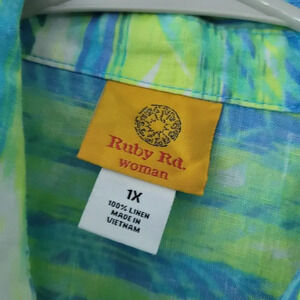 Ruby Rd.
woman
1X
100% LINEN
MADE IN
VIETNAM